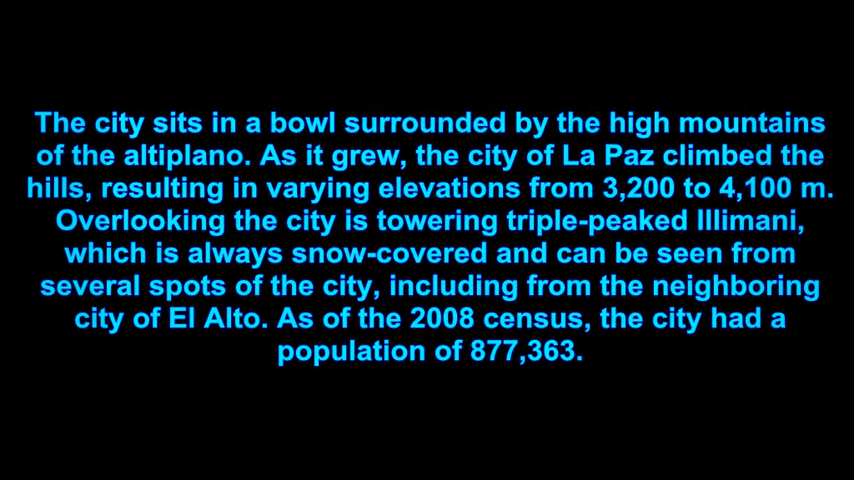 The city sits in a bowl surrounded by the high mountains
of the altiplano. As it grew, the city of La Paz climbed the
hills, resulting in varying elevations from 3,200 to 4,100 m.
Overlooking the city is towering triple-peaked Illimani,
which is always snow-covered and can be seen from
several spots of the city, including from the neighboring
city of El Alto. As of the 2008 census, the city had a
population of 877,363.